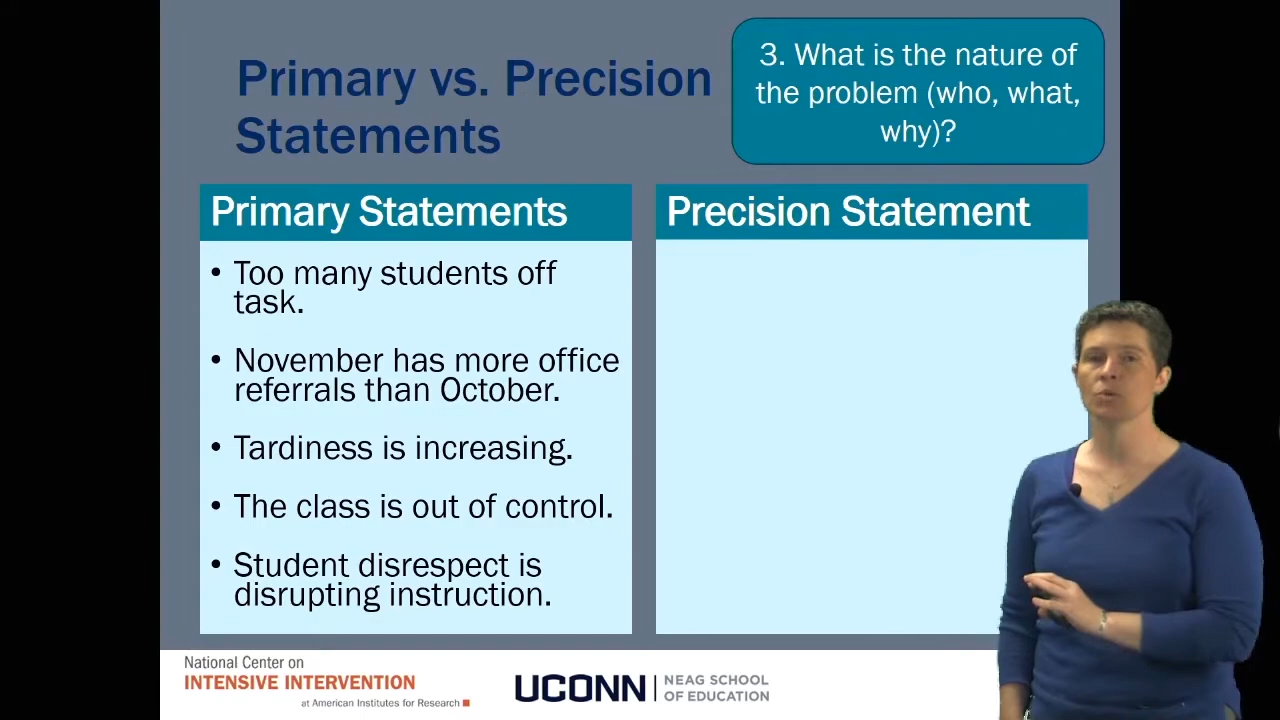 Primary vs. Precision
Statements
3. What is the nature of
the problem (who, what,
why)?
Primary Statements
• Too many students off
task.
• November has more office
referrals than October.
• Tardiness is increasing.
• The class is out of control.
• Student disrespect is
disrupting instruction.
Precision Statement
National Center on
INTENSIVE INTERVENTION
at American Institutes for Research
UCONN
NEAG SCHOOL
OF EDUCATION